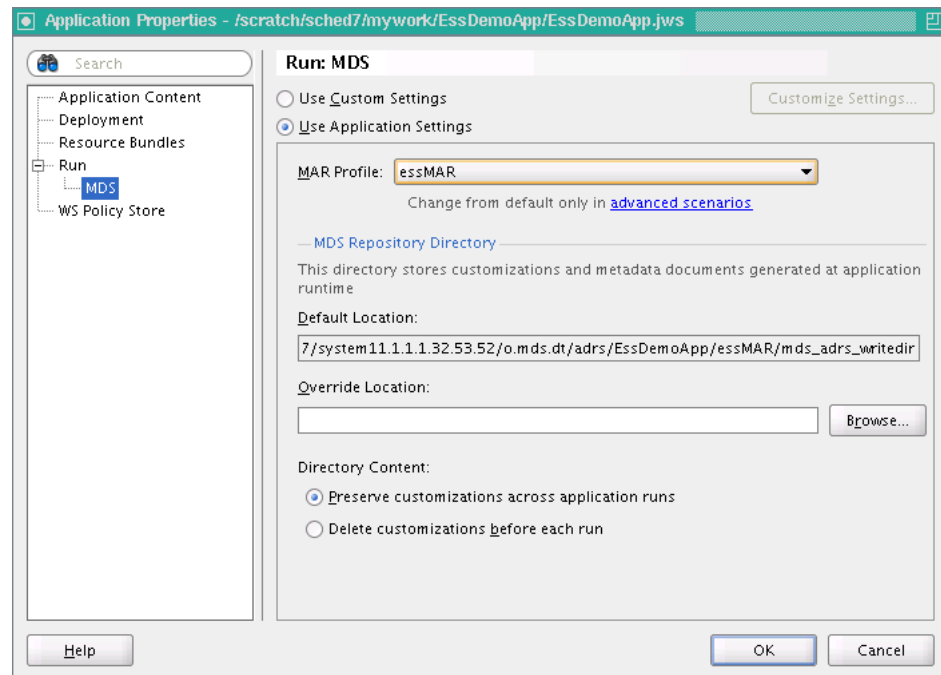 Application Properties - /scratch/sched7/mywork/EssDemoApp/EssDemoApp.jws
Search
Application Content
Deployment
Resource Bundles
Run
MDS
WS Policy Store
Run: MDS
Use Custom Settings
Customize Settings...
Use Application Settings
MAR Profile: essMAR
Change from default only in advanced scenarios
MDS Repository Directory
This directory stores customizations and metadata documents generated at application
runtime
Default Location:
7/system11.1.1.1.32.53.52/o.mds.dt/adrs/EssDemoApp/essMAR/mds_adrs_writedir
Override Location:
Browse...
Directory Content:
Preserve customizations across application runs
Delete customizations before each run
Help
OK
Cancel